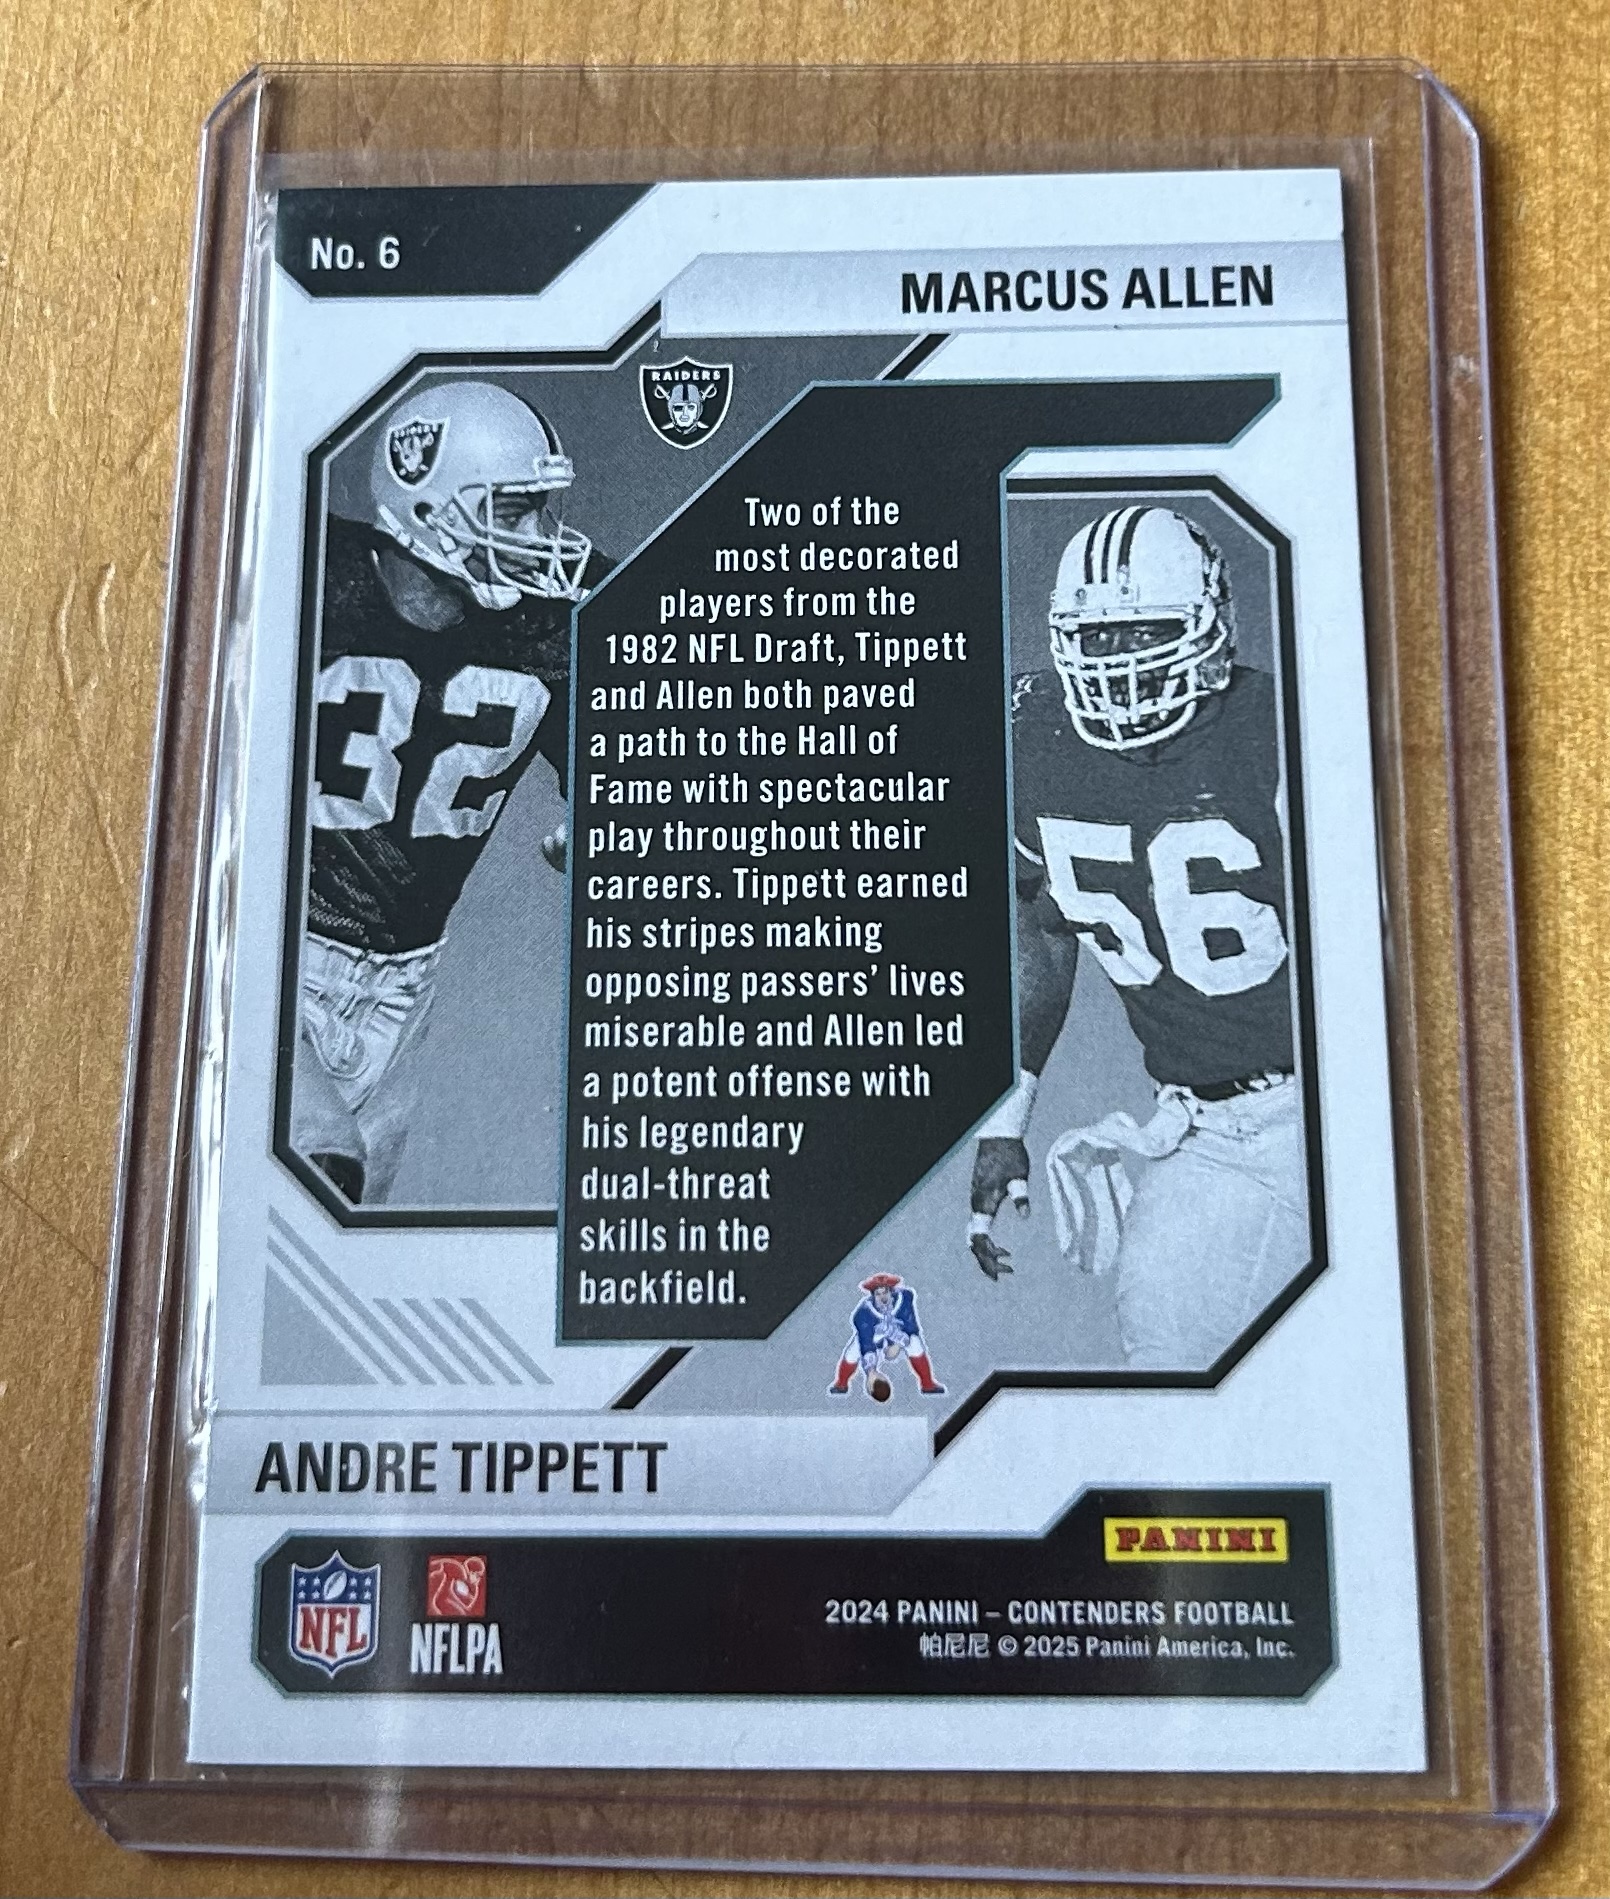 No. 6
MARCUS ALLEN
RAIDERS
RAIDERS
32
56
Two of the
most decorated
players from the
1982 NFL Draft, Tippett
and Allen both paved
a path to the Hall of
Fame with spectacular
play throughout their
careers. Tippett earned
his stripes making
opposing passers’ lives
miserable and Allen led
a potent offense with
his legendary
dual-threat
skills in the
backfield.
ANDRE TIPPETT
PANINI
NFL
NFLPA
2024 PANINI – CONTENDERS FOOTBALL
帕尼尼 © 2025 Panini America, Inc.